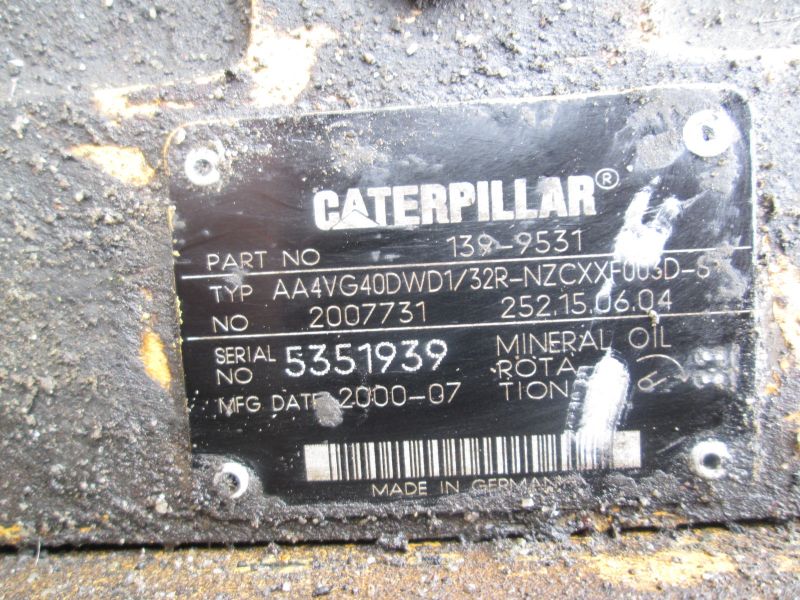 CATERPILLAR®
PART NO 139-9531
TYP AA4VG40DWD1/32R-NZCXXF003D-S
NO 2007731 252.15.06.04
SERIAL NO 5351939
MINERAL OIL
ROTA-
TION
MFG DATE 2000-07
MADE IN GERMANY